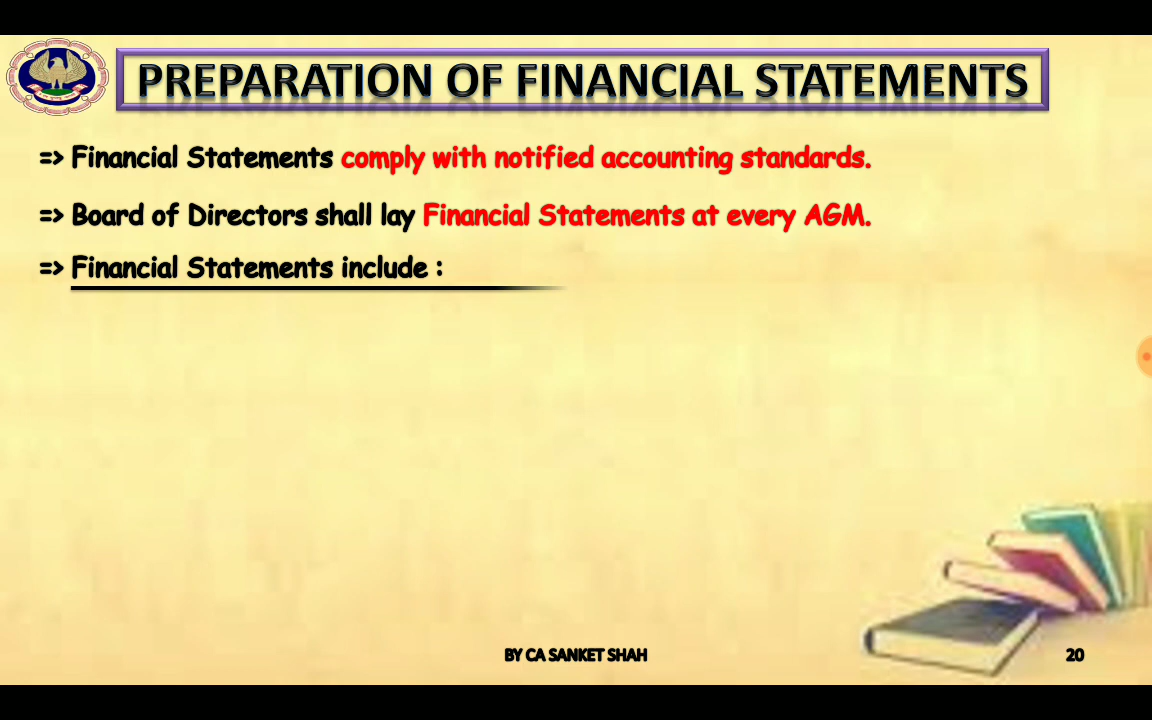 PREPARATION OF FINANCIAL STATEMENTS
=> Financial Statements comply with notified accounting standards.
=> Board of Directors shall lay Financial Statements at every AGM.
=> Financial Statements include :
BY CA SANKET SHAH
20